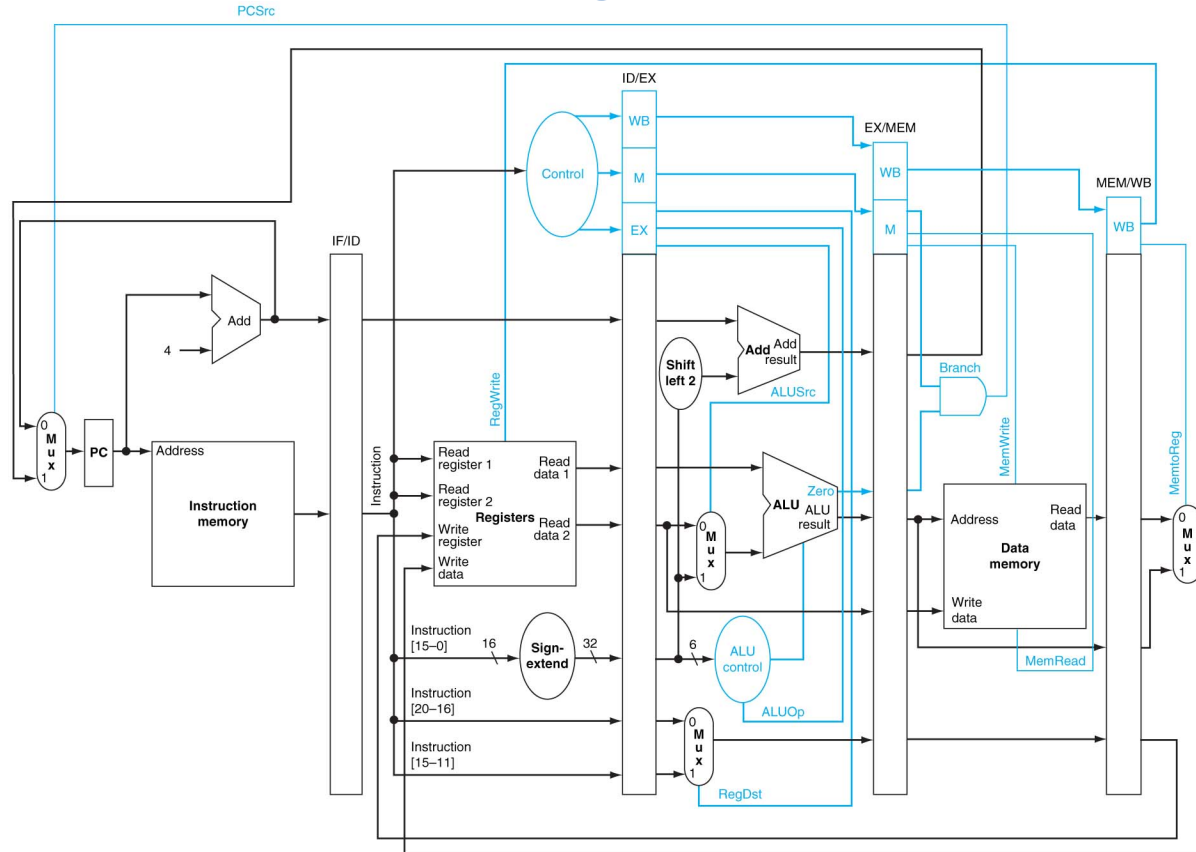 PCSrc
ID/EX
WB
EX/MEM
Control
M
WB
MEM/WB
EX
M
WB
IF/ID
Add
4
Shift
left 2
Add
Add
result
Branch
ALUSrc
RegWrite
MemWrite
MemtoReg
0
M
u
x
1
PC
Address
Instruction
memory
Instruction
Read
register 1
Read
register 2
Write
register
Write
data
Registers
Read
data 1
Read
data 2
0
M
u
x
1
Zero
ALU
ALU
result
Address
Read
data
Data
memory
Write
data
0
M
u
x
1
Instruction
[15–0]
16
Sign-
extend
32
6
ALU
control
MemRead
Instruction
[20–16]
ALUOp
Instruction
[15–11]
0
M
u
x
1
RegDst